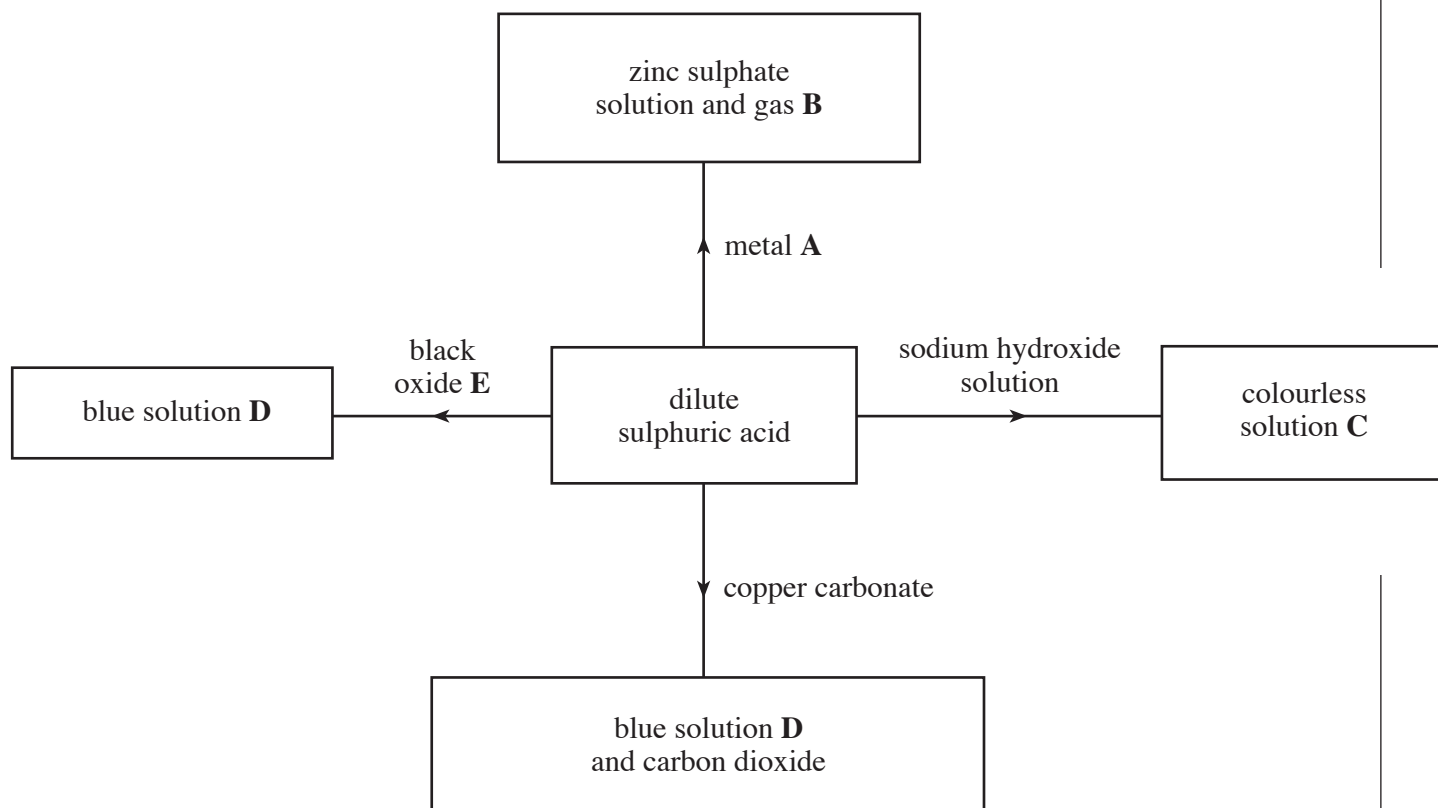 zinc sulphate
solution and gas B
metal A
black
oxide E
sodium hydroxide
solution
blue solution D
dilute
sulphuric acid
colourless
solution C
copper carbonate
blue solution D
and carbon dioxide